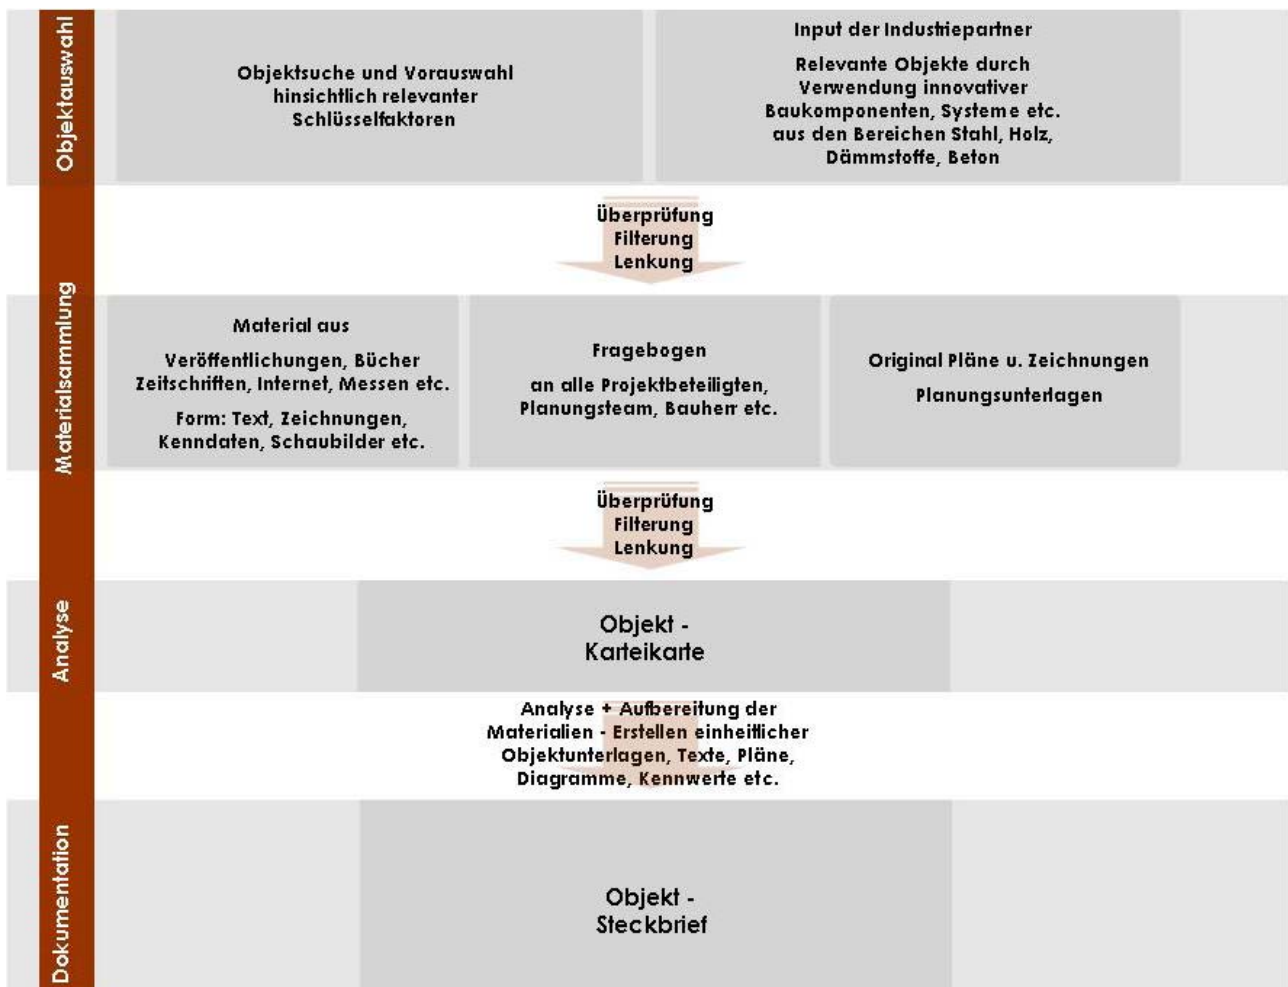 Objektauswahl
Objektsuche und Vorauswahl
hinsichtlich relevanter
Schlüsselfaktoren
Input der Industriepartner
Relevante Objekte durch
Verwendung innovativer
Baukomponenten, Systeme etc.
aus den Bereichen Stahl, Holz,
Dämmstoffe, Beton
Überprüfung
Filterung
Lenkung
Materialsammlung
Material aus
Veröffentlichungen, Bücher
Zeitschriften, Internet, Messen etc.
Form: Text, Zeichnungen,
Kenndaten, Schaubilder etc.
Fragebogen
an alle Projektbeteiligten,
Planungsteam, Bauherr etc.
Original Pläne u. Zeichnungen
Planungsunterlagen
Überprüfung
Filterung
Lenkung
Analyse
Objekt -
Karteikarte
Analyse + Aufbereitung der
Materialien - Erstellen einheitlicher
Objektunterlagen, Texte, Pläne,
Diagramme, Kennwerte etc.
Dokumentation
Objekt -
Steckbrief